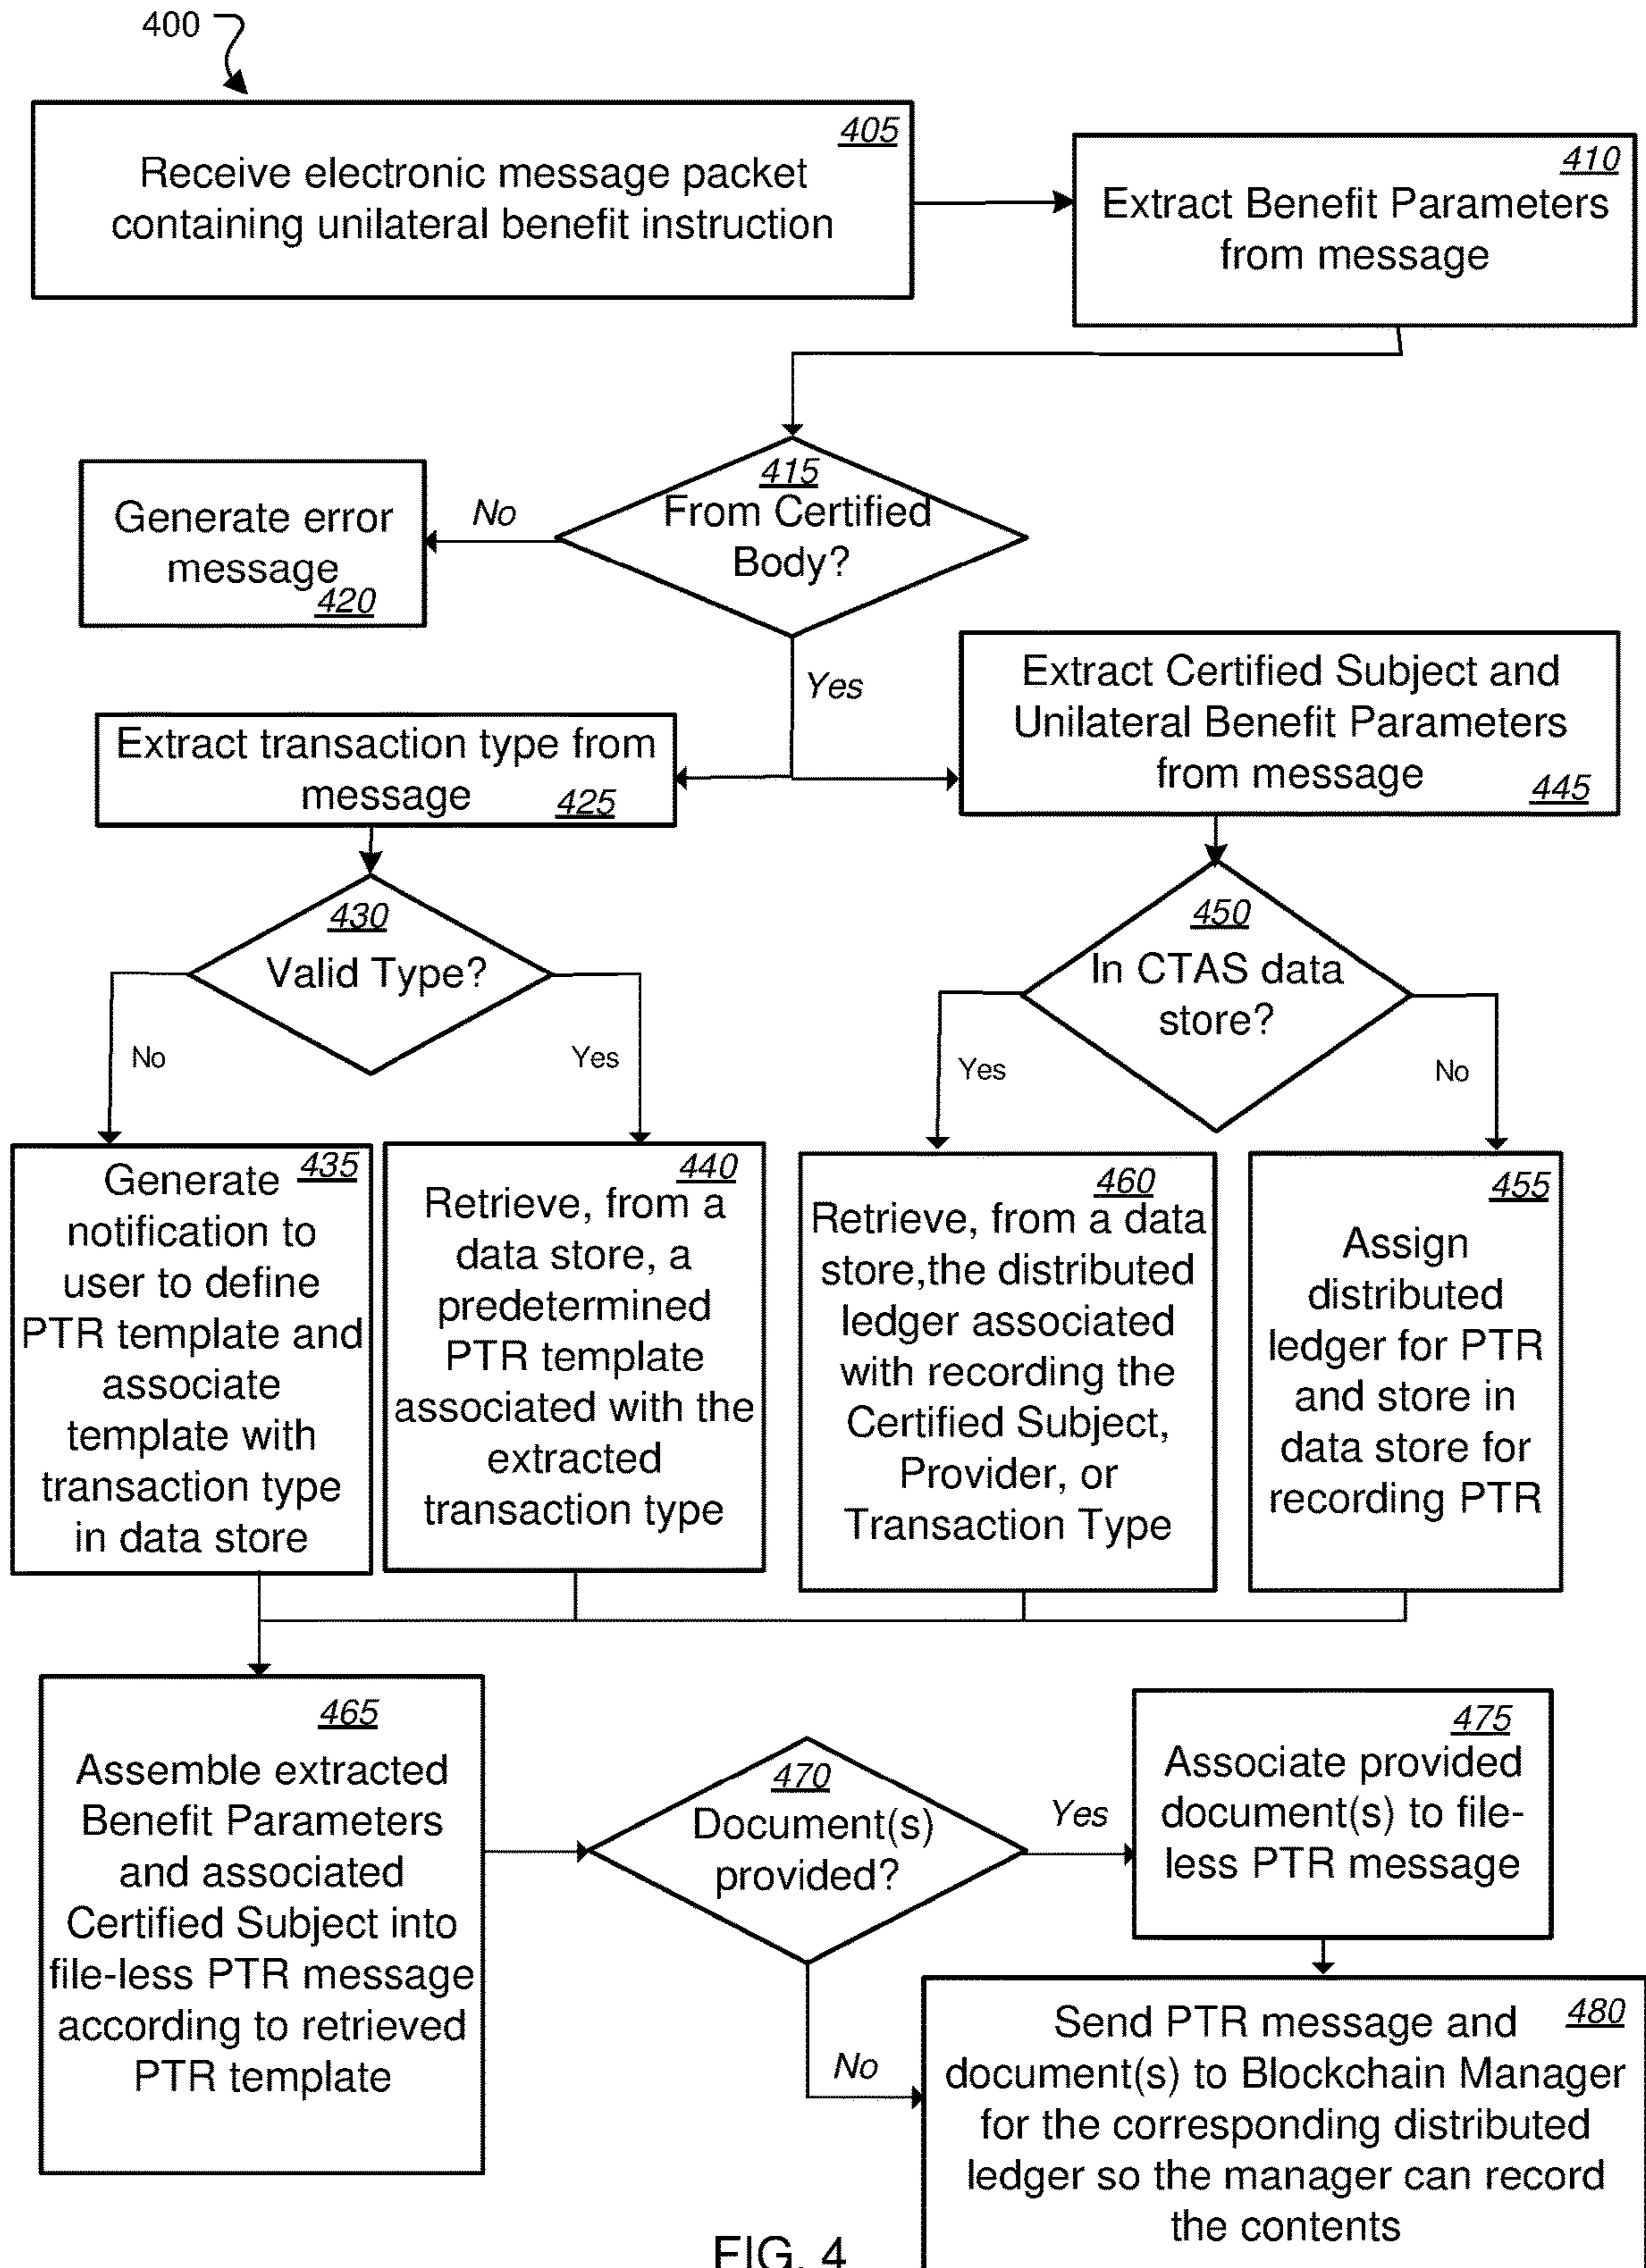 400
405
Receive electronic message packet
containing unilateral benefit instruction
410
Extract Benefit Parameters
from message
415
From Certified
Body?
No
Generate error
message
420
Yes
Extract transaction type from
message
425
Extract Certified Subject and
Unilateral Benefit Parameters
from message
445
430
Valid Type?
No
Yes
450
In CTAS data
store?
Yes
No
435
Generate
notification to
user to define
PTR template and
associate
template with
transaction type
in data store
440
Retrieve, from a
data store, a
predetermined
PTR template
associated with the
extracted
transaction type
460
Retrieve, from a data
store,the distributed
ledger associated
with recording the
Certified Subject,
Provider, or
Transaction Type
455
Assign
distributed
ledger for PTR
and store in
data store for
recording PTR
465
Assemble extracted
Benefit Parameters
and associated
Certified Subject into
file-less PTR message
according to retrieved
PTR template
470
Document(s)
provided?
Yes
No
475
Associate provided
document(s) to file-
less PTR message
480
Send PTR message and
document(s) to Blockchain Manager
for the corresponding distributed
ledger so the manager can record
the contents
FIG. 4